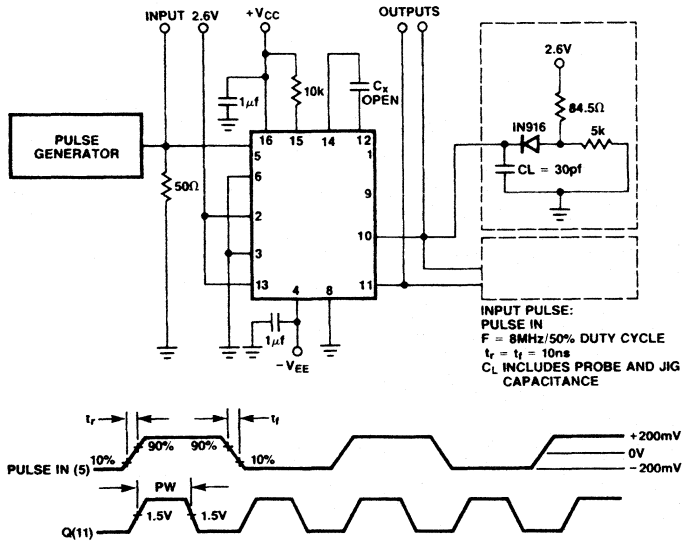 INPUT 2.6V +VCC OUTPUTS
2.6V
1μf
10k
Cx
OPEN
84.5Ω
IN916
5k
PULSE
GENERATOR
16 15 14 12
5 1
CL = 30pf
50Ω
6
9
2
10
3
13 4 8 11
1μf
−VEE
INPUT PULSE:
PULSE IN
F = 8MHz/50% DUTY CYCLE
tr = tf = 10ns
CL INCLUDES PROBE AND JIG
CAPACITANCE
tr tf
10% 90% 90% 10%
+200mV
0V
−200mV
PULSE IN (5)
PW
1.5V 1.5V
Q(11)